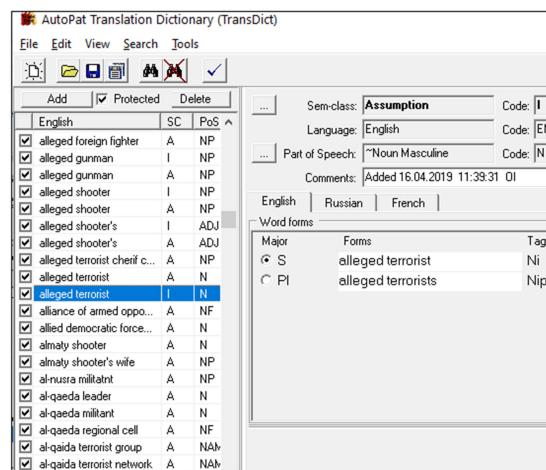 AutoPat Translation Dictionary (TransDict)
File Edit View Search Tools
Add Protected Delete
English SC PoS
alleged foreign fighter A NP
alleged gunman I NP
alleged gunman A NP
alleged shooter I NP
alleged shooter A NP
alleged shooter's I ADJ
alleged shooter's A ADJ
alleged terrorist cherif c... A NP
alleged terrorist A N
alleged terrorist I N
alliance of armed oppo... A NF
allied democratic force... A N
almaty shooter A N
almaty shooter's wife A NP
al-nusra militatnt A NP
al-qaeda leader A N
al-qaeda militant A N
al-qaeda regional cell A NF
al-qaida terrorist group A NAM
al-qaida terrorist network A NAM
... Sem-class: Assumption Code: I
Language: English Code: EN
... Part of Speech: ~Noun Masculine Code: N
Comments: Added 16.04.2019 11:39:31 OI
English Russian French
Word forms
Major Forms Tag
S alleged terrorist Ni
Pl alleged terrorists Nip